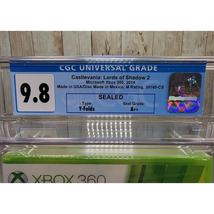 CGC UNIVERSAL GRADE
9.8
Castlevania: Lords of Shadow 2
Microsoft Xbox 360, 2014
Made in USA/Disc Made in Mexico, M Rating,
SEALED
Type: Seal Grade:
Y-Folds A++
XBOX 360